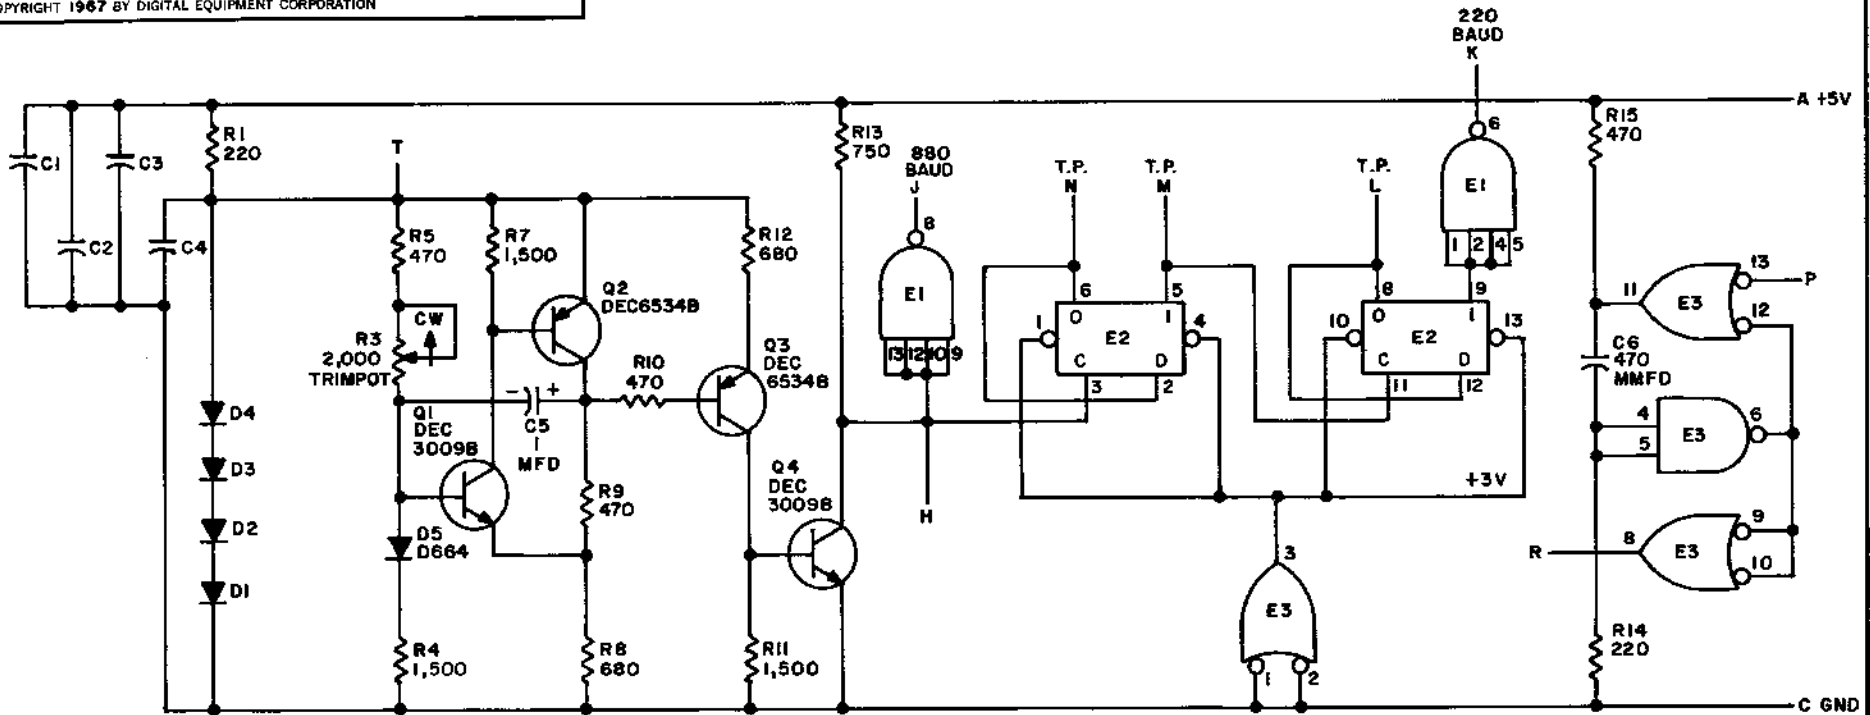 COPYRIGHT 1967 BY DIGITAL EQUIPMENT CORPORATION
220
BAUD
K
A +5V
C1
C2
C3
C4
R1
220
T
R5
470
R7
1,500
R12
680
R13
750
880
BAUD
J
8
E1
13 12 10 9
T.P.
N
T.P.
M
T.P.
L
6
E1
1 2 4 5
R15
470
Q2
DEC6534B
CW
R3
2,000
TRIMPOT
R10
470
Q3
DEC
6534B
6 5
1 0 1 4
E2
C D
3 2
8 9
10 0 1 13
E2
C D
11 12
11 E3 13 P
12
C6
470
MMFD
D4
D3
D2
D1
Q1
DEC
3009B
- +
C5
1
MFD
R9
470
Q4
DEC
3009B
H
+3V
4
5
E3
6
D5
D664
R 8 E3 9
10
3
E3
1 2
R4
1,500
R8
680
R11
1,500
R14
220
C GND